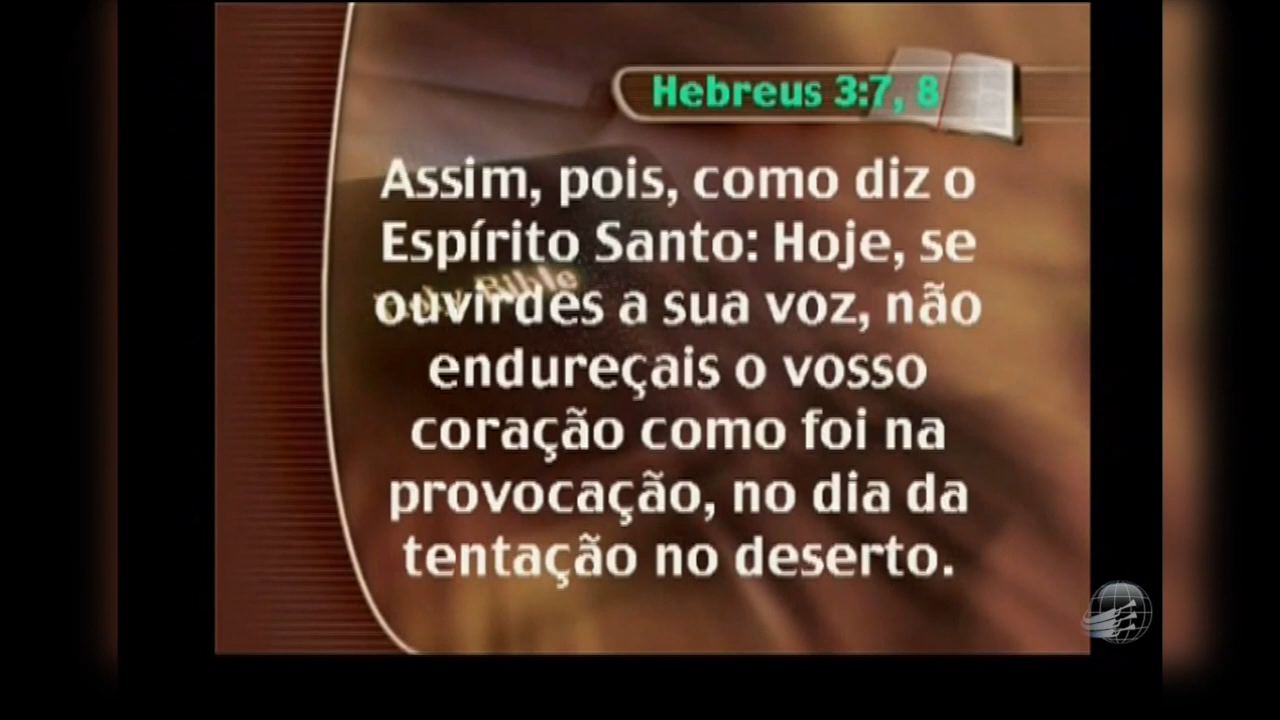 Hebreus 3:7, 8
Assim, pois, como diz o
Espírito Santo: Hoje, se
ouvirdes a sua voz, não
endureçais o vosso
coração como foi na
provocação, no dia da
tentação no deserto.
Bible